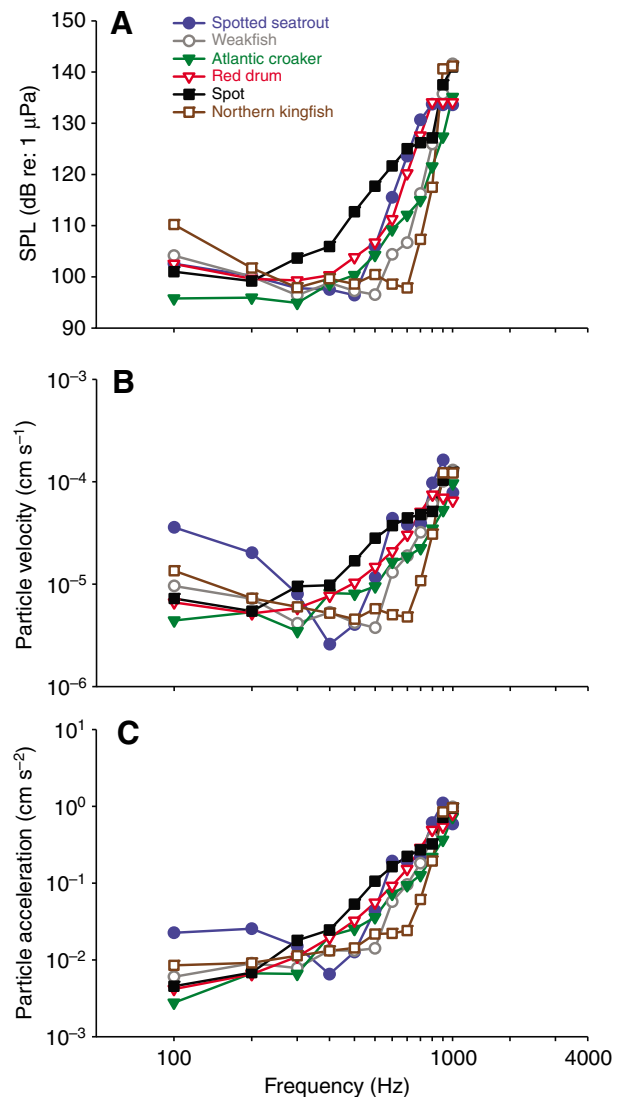 A
Spotted seatrout
Weakfish
Atlantic croaker
Red drum
Spot
Northern kingfish
SPL (dB re: 1 μPa)
150
140
130
120
110
100
90
B
Particle velocity (cm s⁻¹)
10⁻³
10⁻⁴
10⁻⁵
10⁻⁶
C
Particle acceleration (cm s⁻²)
10¹
10⁰
10⁻¹
10⁻²
10⁻³
100 1000 4000
Frequency (Hz)